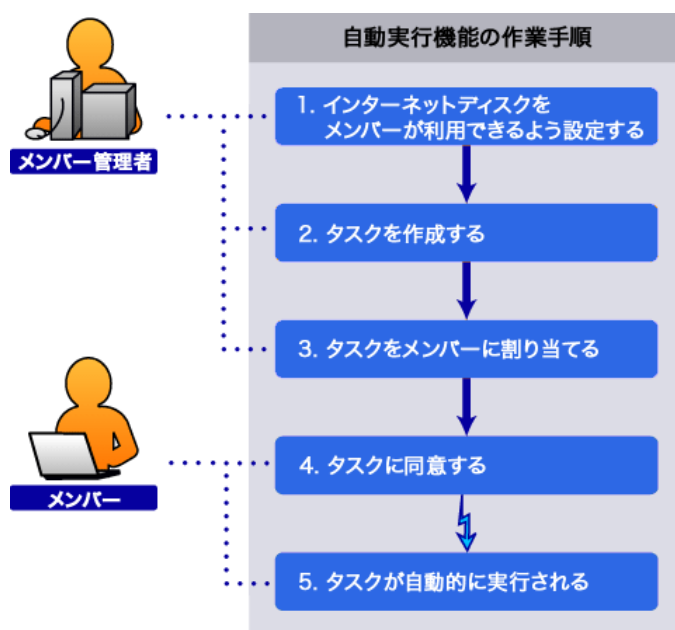 自動実行機能の作業手順
1. インターネットディスクを
メンバーが利用できるよう設定する
メンバー管理者
2. タスクを作成する
3. タスクをメンバーに割り当てる
4. タスクに同意する
メンバー
5. タスクが自動的に実行される